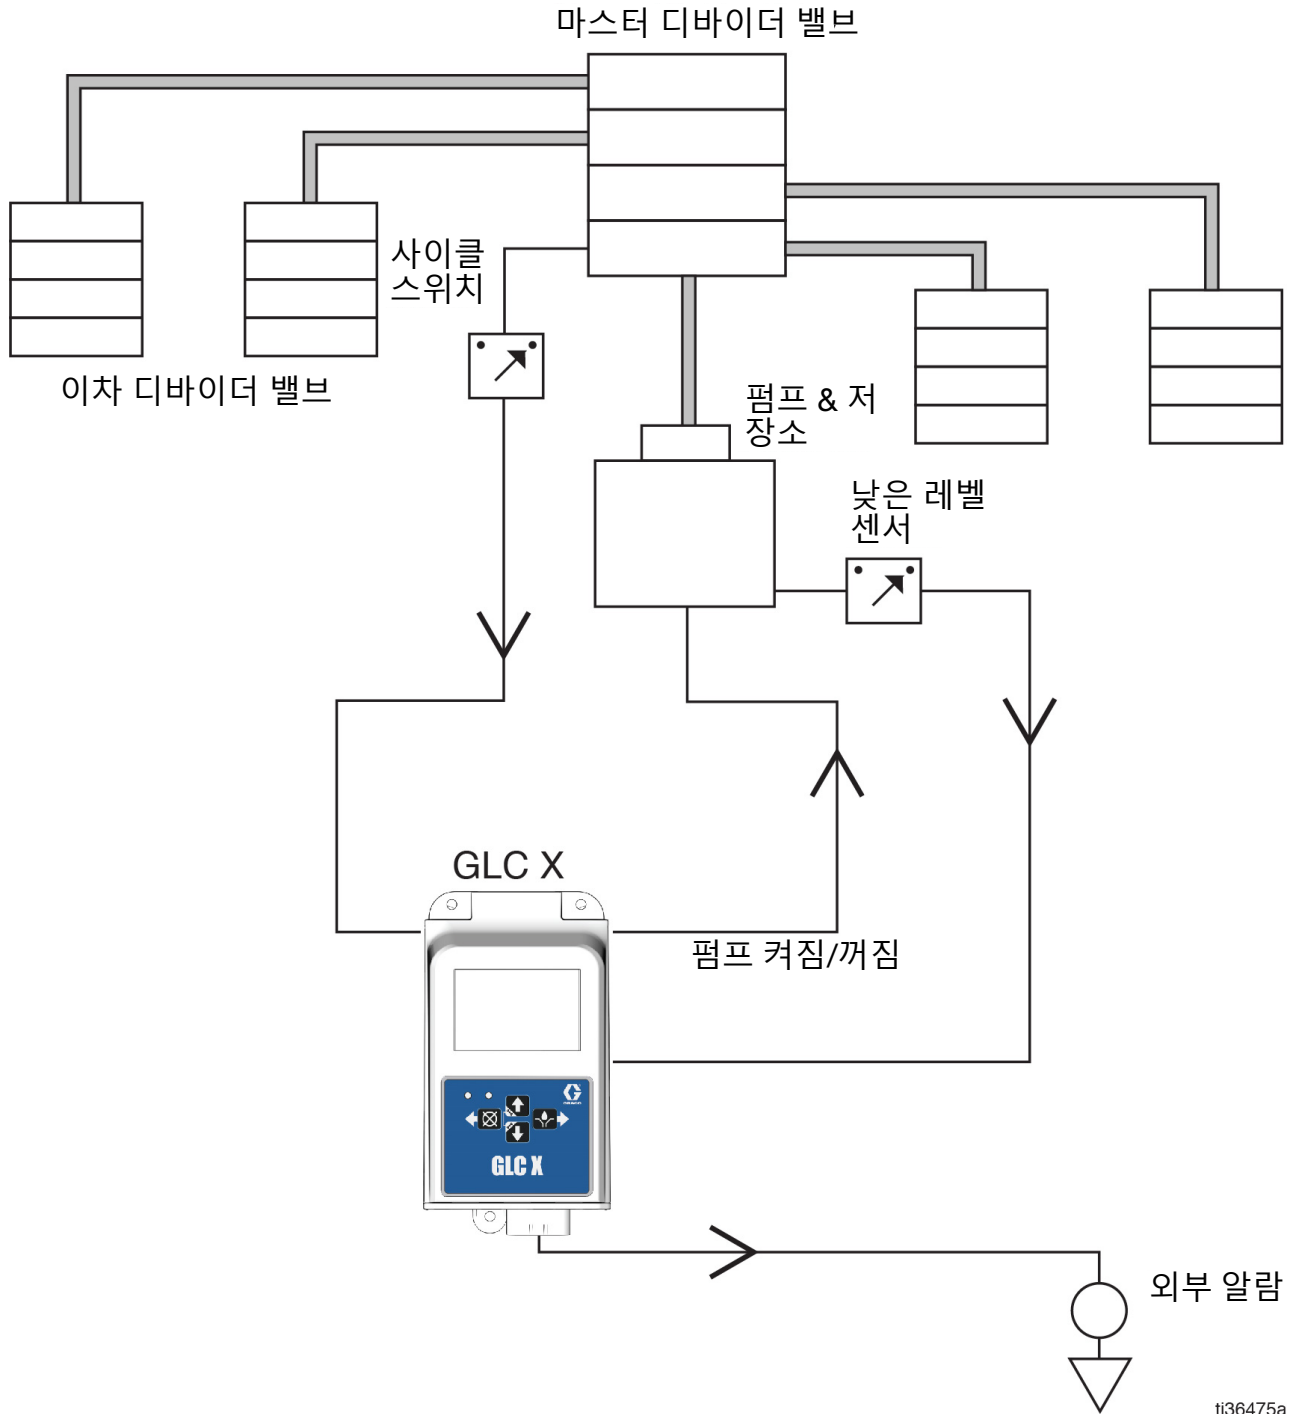 마스터 디바이더 밸브
사이클
스위치
이차 디바이더 밸브
펌프 & 저
장소
낮은 레벨
센서
GLC X
펌프 켜짐/꺼짐
GLC X
외부 알람
ti36475a